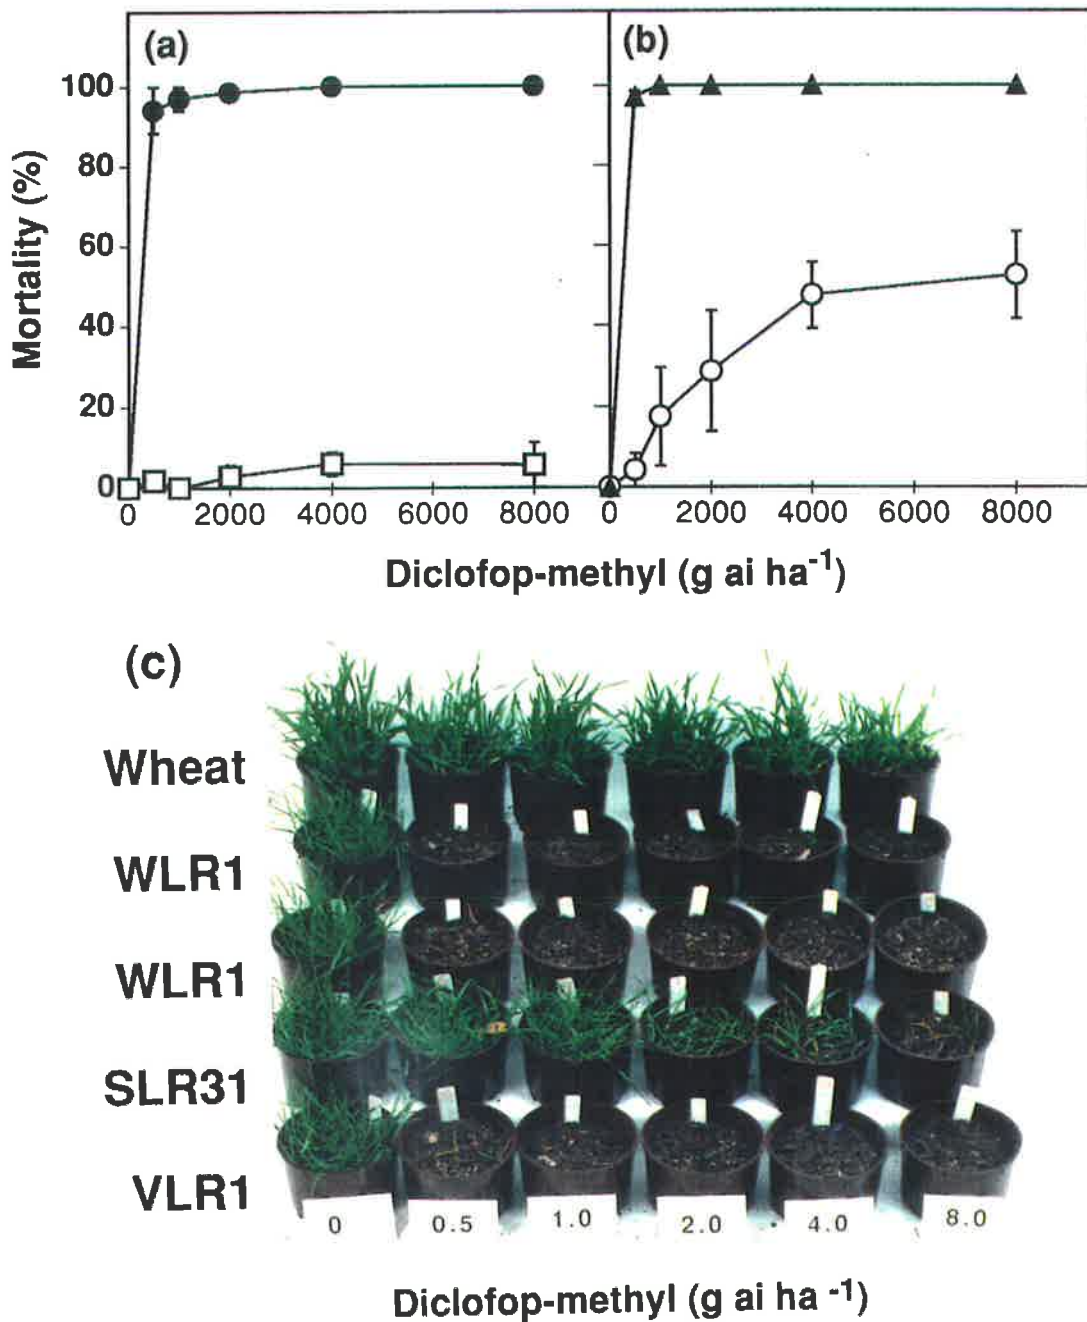 (a)
(b)
Mortality (%)
100
80
60
40
20
0
0 2000 4000 6000 8000
0 2000 4000 6000 8000
Diclofop-methyl (g ai ha⁻¹)
(c)
Wheat
WLR1
WLR1
SLR31
VLR1
0 0.5 1.0 2.0 4.0 8.0
Diclofop-methyl (g ai ha ⁻¹)